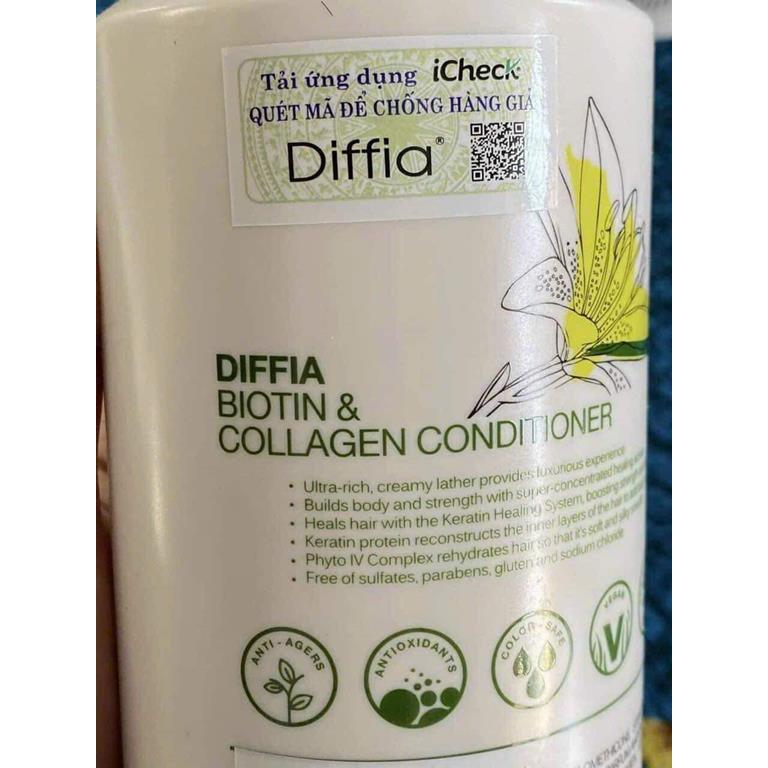 Tải ứng dụng iCheck
QUÉT MÃ ĐỂ CHỐNG HÀNG GIẢ
Diffia®
DIFFIA
BIOTIN &
COLLAGEN CONDITIONER
• Ultra-rich, creamy lather provides luxurious experience
• Builds body and strength with super-concentrated healing
• Heals hair with the Keratin Healing System, boosting strength
• Keratin protein reconstructs the inner layers of the hair to
• Phyto IV Complex rehydrates hair so that it's soft and silky
• Free of sulfates, parabens, gluten and sodium chloride
ANTI-AGERS
ANTIOXIDANTS
COLOR-SAFE
VEGAN
V